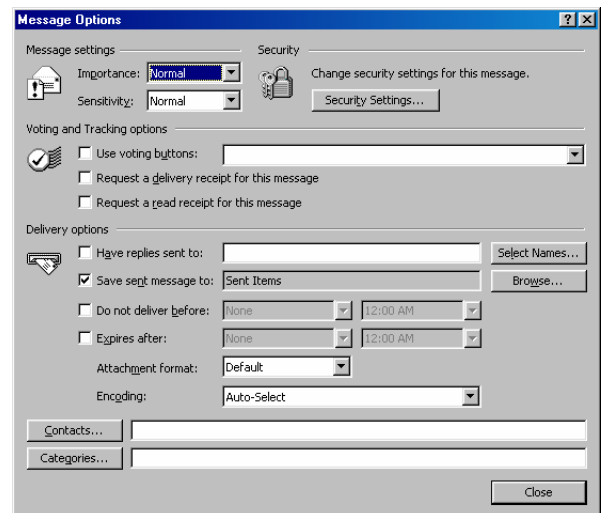 Message Options
Message settings Security
Importance: Normal Change security settings for this message.
Sensitivity: Normal Security Settings...
Voting and Tracking options
Use voting buttons:
Request a delivery receipt for this message
Request a read receipt for this message
Delivery options
Have replies sent to: Select Names...
Save sent message to: Sent Items Browse...
Do not deliver before: None 12:00 AM
Expires after: None 12:00 AM
Attachment format: Default
Encoding: Auto-Select
Contacts...
Categories...
Close